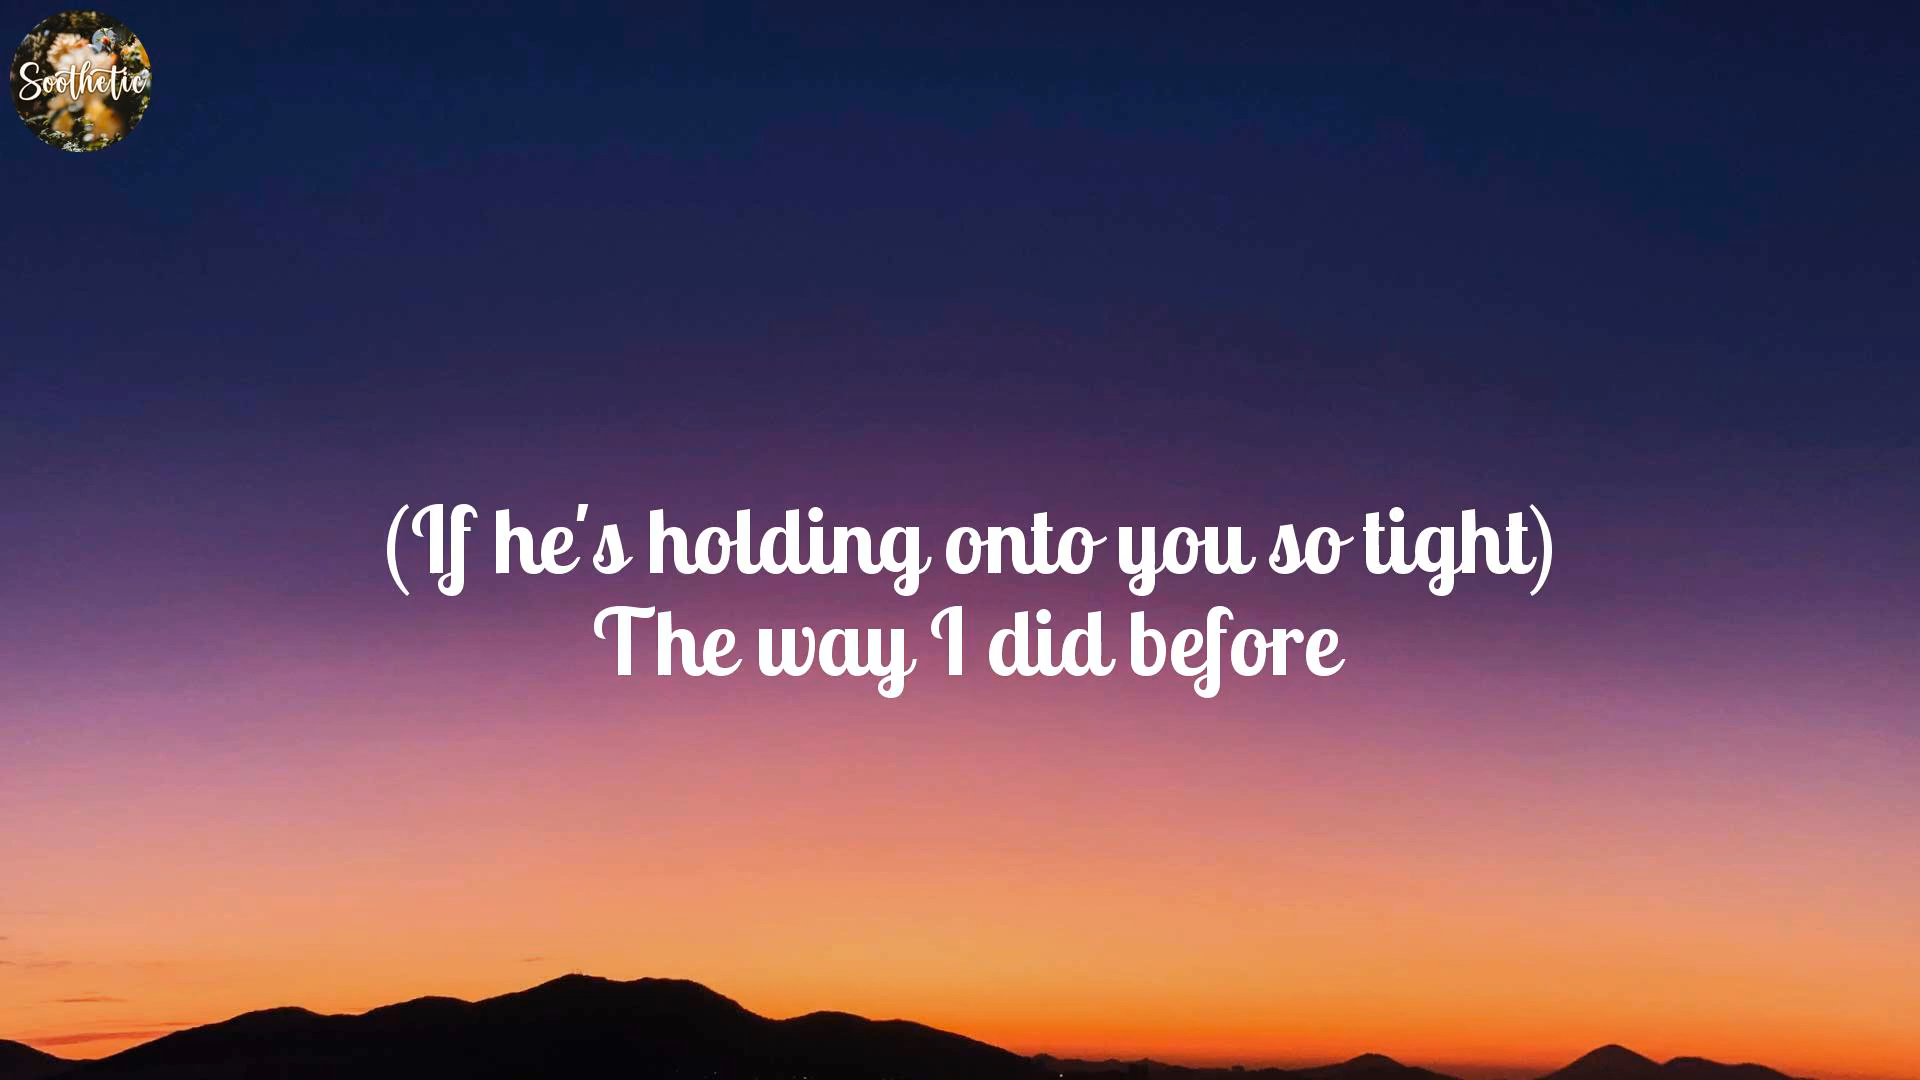 Soothetic
(If he's holding onto you so tight)
The way I did before